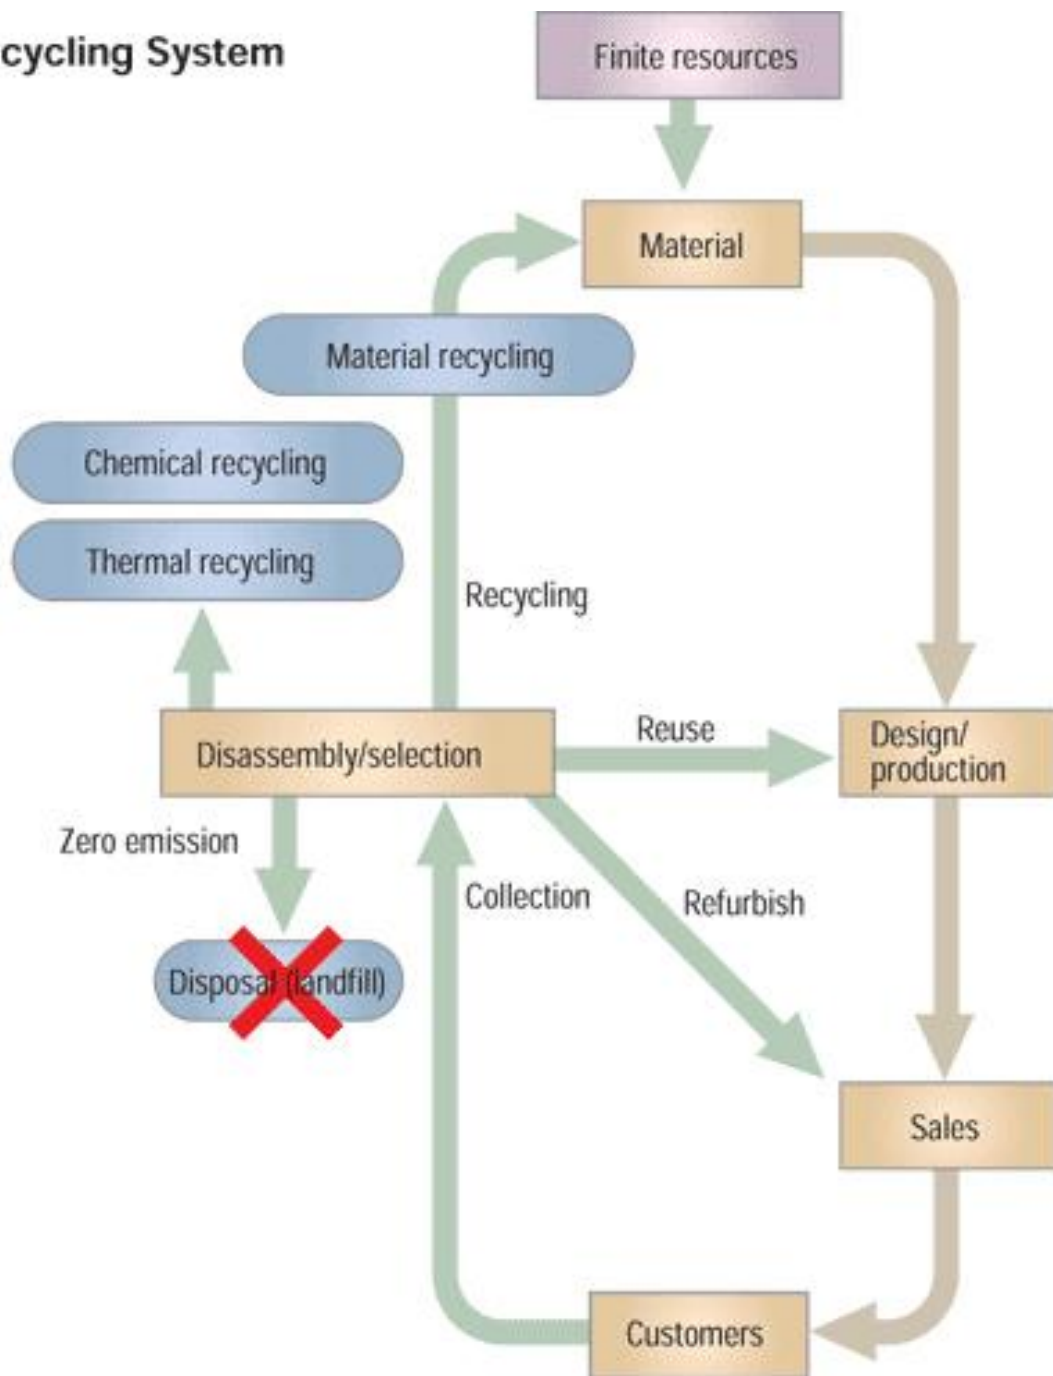 cycling System
Finite resources
Material
Material recycling
Chemical recycling
Thermal recycling
Recycling
Disassembly/selection
Reuse
Design/
production
Zero emission
Collection
Refurbish
Disposal (landfill)
Sales
Customers